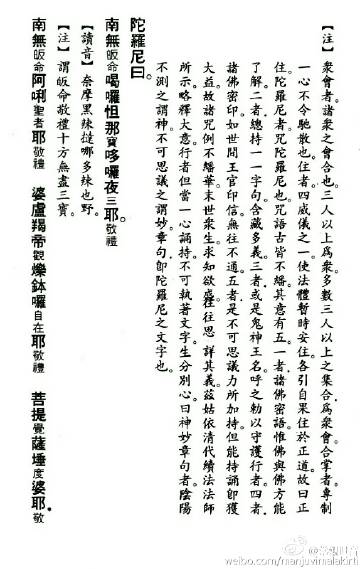 【注】衆會者諸衆之會合也三人以上爲衆多數三人以上之集合爲衆會合掌者專制
一心不令馳散也住者四威儀之一使法體暫時安住各引自果住於正道故曰正
住陀羅尼者咒陀羅尼也咒語古皆不繙其意有五一者諸佛密語惟佛與佛方能
了解二者總持一一字句含藏多義三者或是鬼神王名呼之勅以守護行者四者
諸佛密印如世間王官印信無往不通五者是不可思議力所加持但能持誦即獲
大益故諸咒例不繙華末世衆生求知欲盛往往思詳其義茲姑依清代續法法師
所示略釋大意行者但當一心誦持不可執著文字生分別心曰神妙章句者陰陽
不測之謂神不可思議之謂妙章句即陀羅尼之文字也。
陀羅尼曰。
南無皈命喝囉怛那寶哆囉夜三耶。敬禮
【讀音】奈摩黑辣撻哪多辣也野。
【注】謂皈命敬禮十方無盡三寶。
南無皈命阿唎聖者耶敬禮 婆盧羯帝觀爍鉢囉自在耶敬禮 菩提覺薩埵度婆耶。敬
weibo.com/manjuvimalakirti